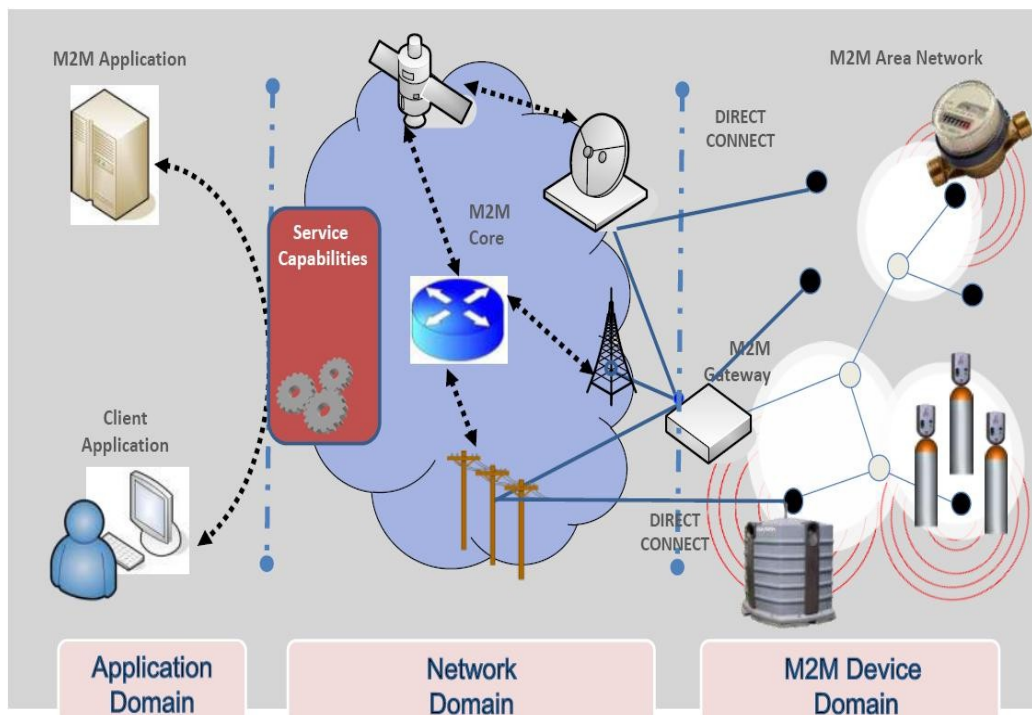 M2M Application
M2M Area Network
DIRECT
CONNECT
M2M
Core
Service
Capabilities
M2M
Gateway
Client
Application
DIRECT
CONNECT
Application
Domain
Network
Domain
M2M Device
Domain